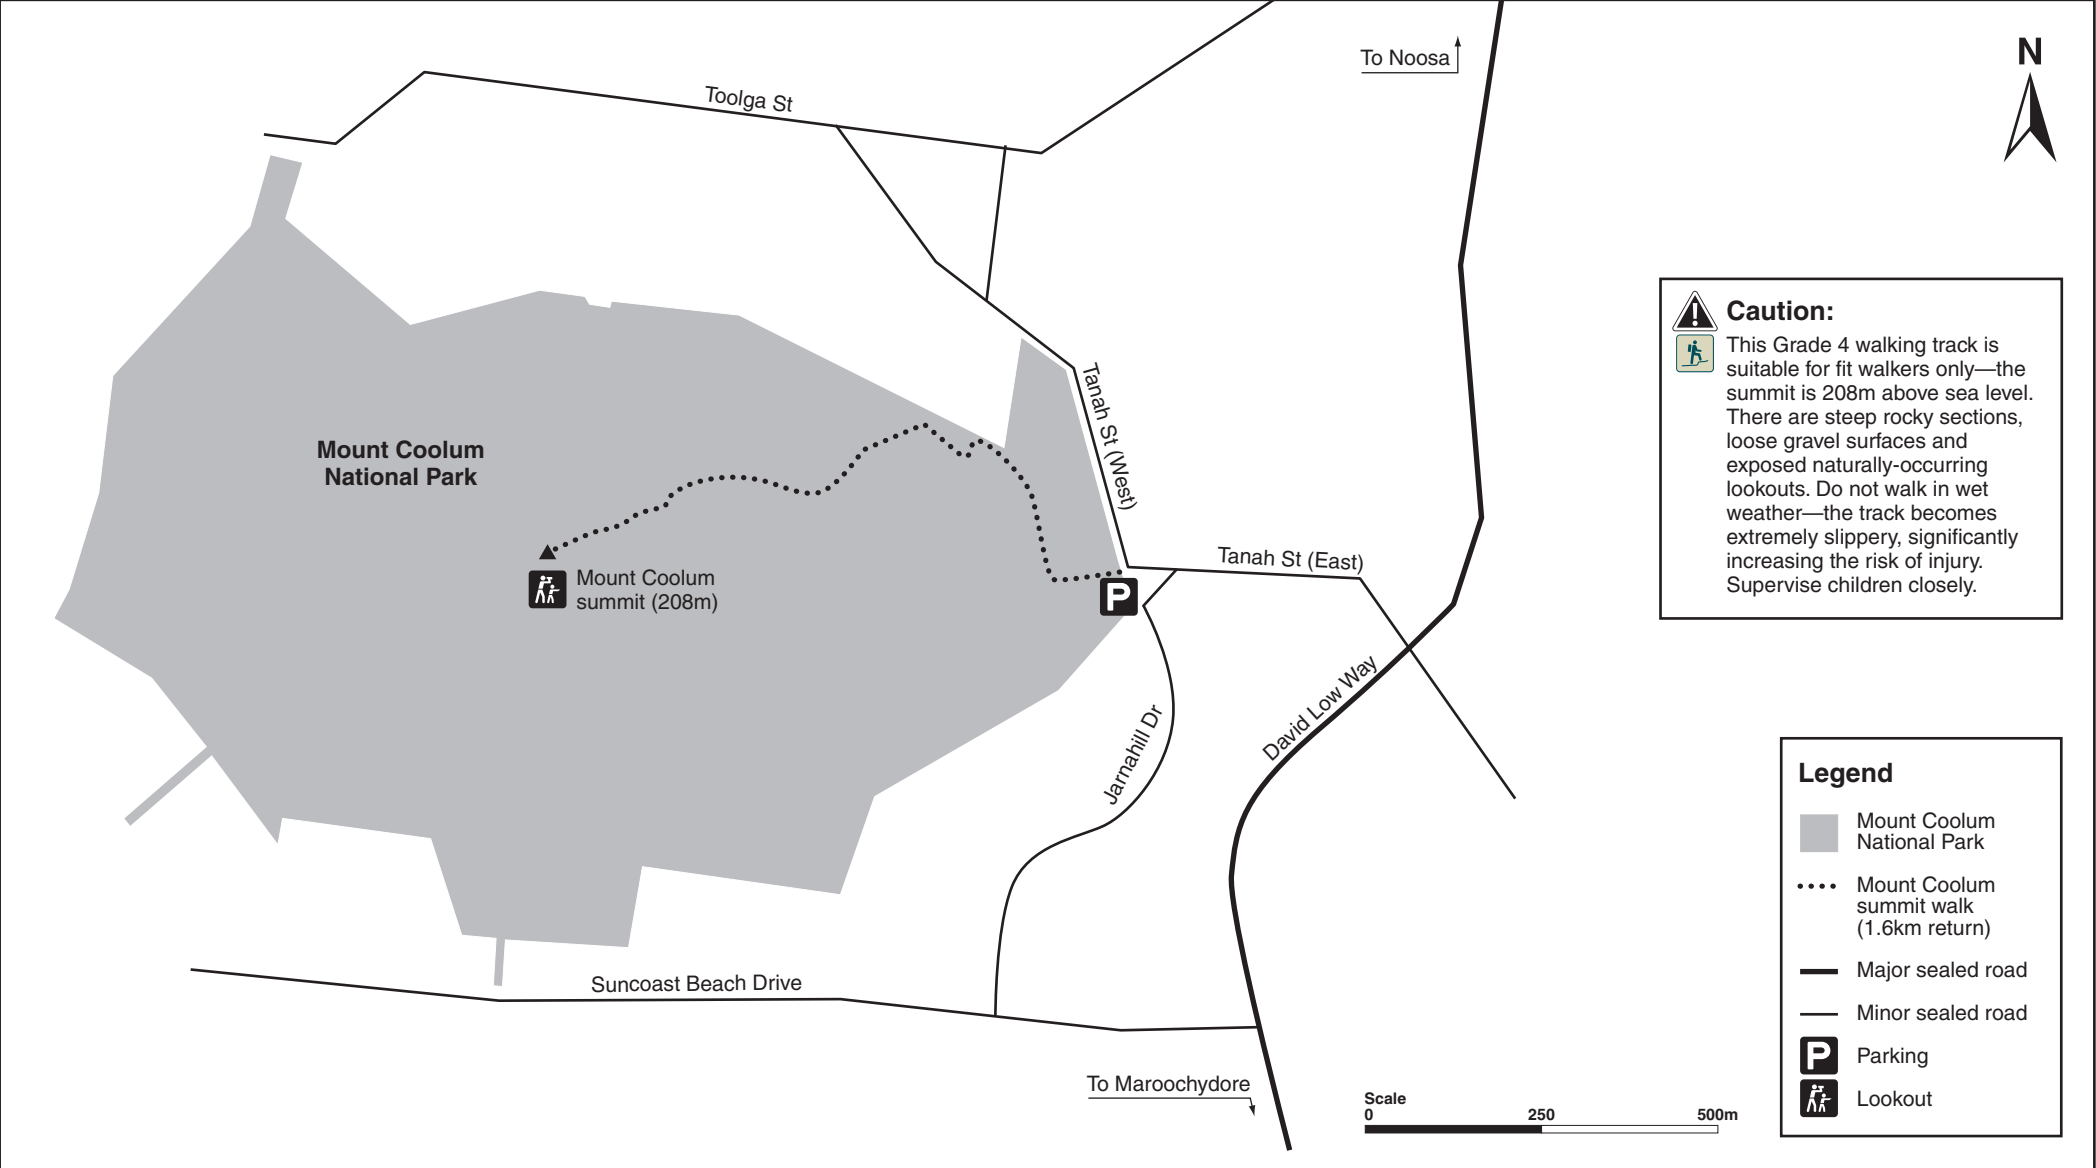 To Noosa
N
Toolga St
Caution:
This Grade 4 walking track is
suitable for fit walkers only—the
summit is 208m above sea level.
There are steep rocky sections,
loose gravel surfaces and
exposed naturally-occurring
lookouts. Do not walk in wet
weather—the track becomes
extremely slippery, significantly
increasing the risk of injury.
Supervise children closely.
Mount Coolum
National Park
Tanah St (West)
Tanah St (East)
Mount Coolum
summit (208m)
P
David Low Way
Jarnahill Dr
Suncoast Beach Drive
To Maroochydore
Scale
0 250 500m
Legend
Mount Coolum
National Park
Mount Coolum
summit walk
(1.6km return)
Major sealed road
Minor sealed road
P Parking
Lookout